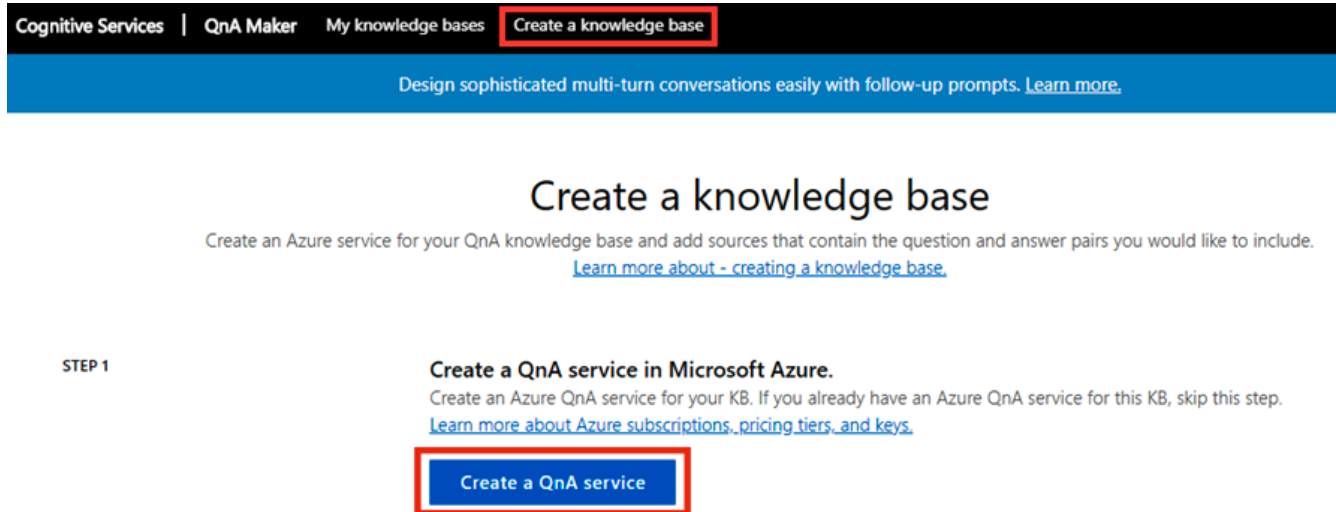 Cognitive Services | QnA Maker My knowledge bases Create a knowledge base
Design sophisticated multi-turn conversations easily with follow-up prompts. Learn more.
Create a knowledge base
Create an Azure service for your QnA knowledge base and add sources that contain the question and answer pairs you would like to include.
Learn more about - creating a knowledge base.
STEP 1
Create a QnA service in Microsoft Azure.
Create an Azure QnA service for your KB. If you already have an Azure QnA service for this KB, skip this step.
Learn more about Azure subscriptions, pricing tiers, and keys.
Create a QnA service